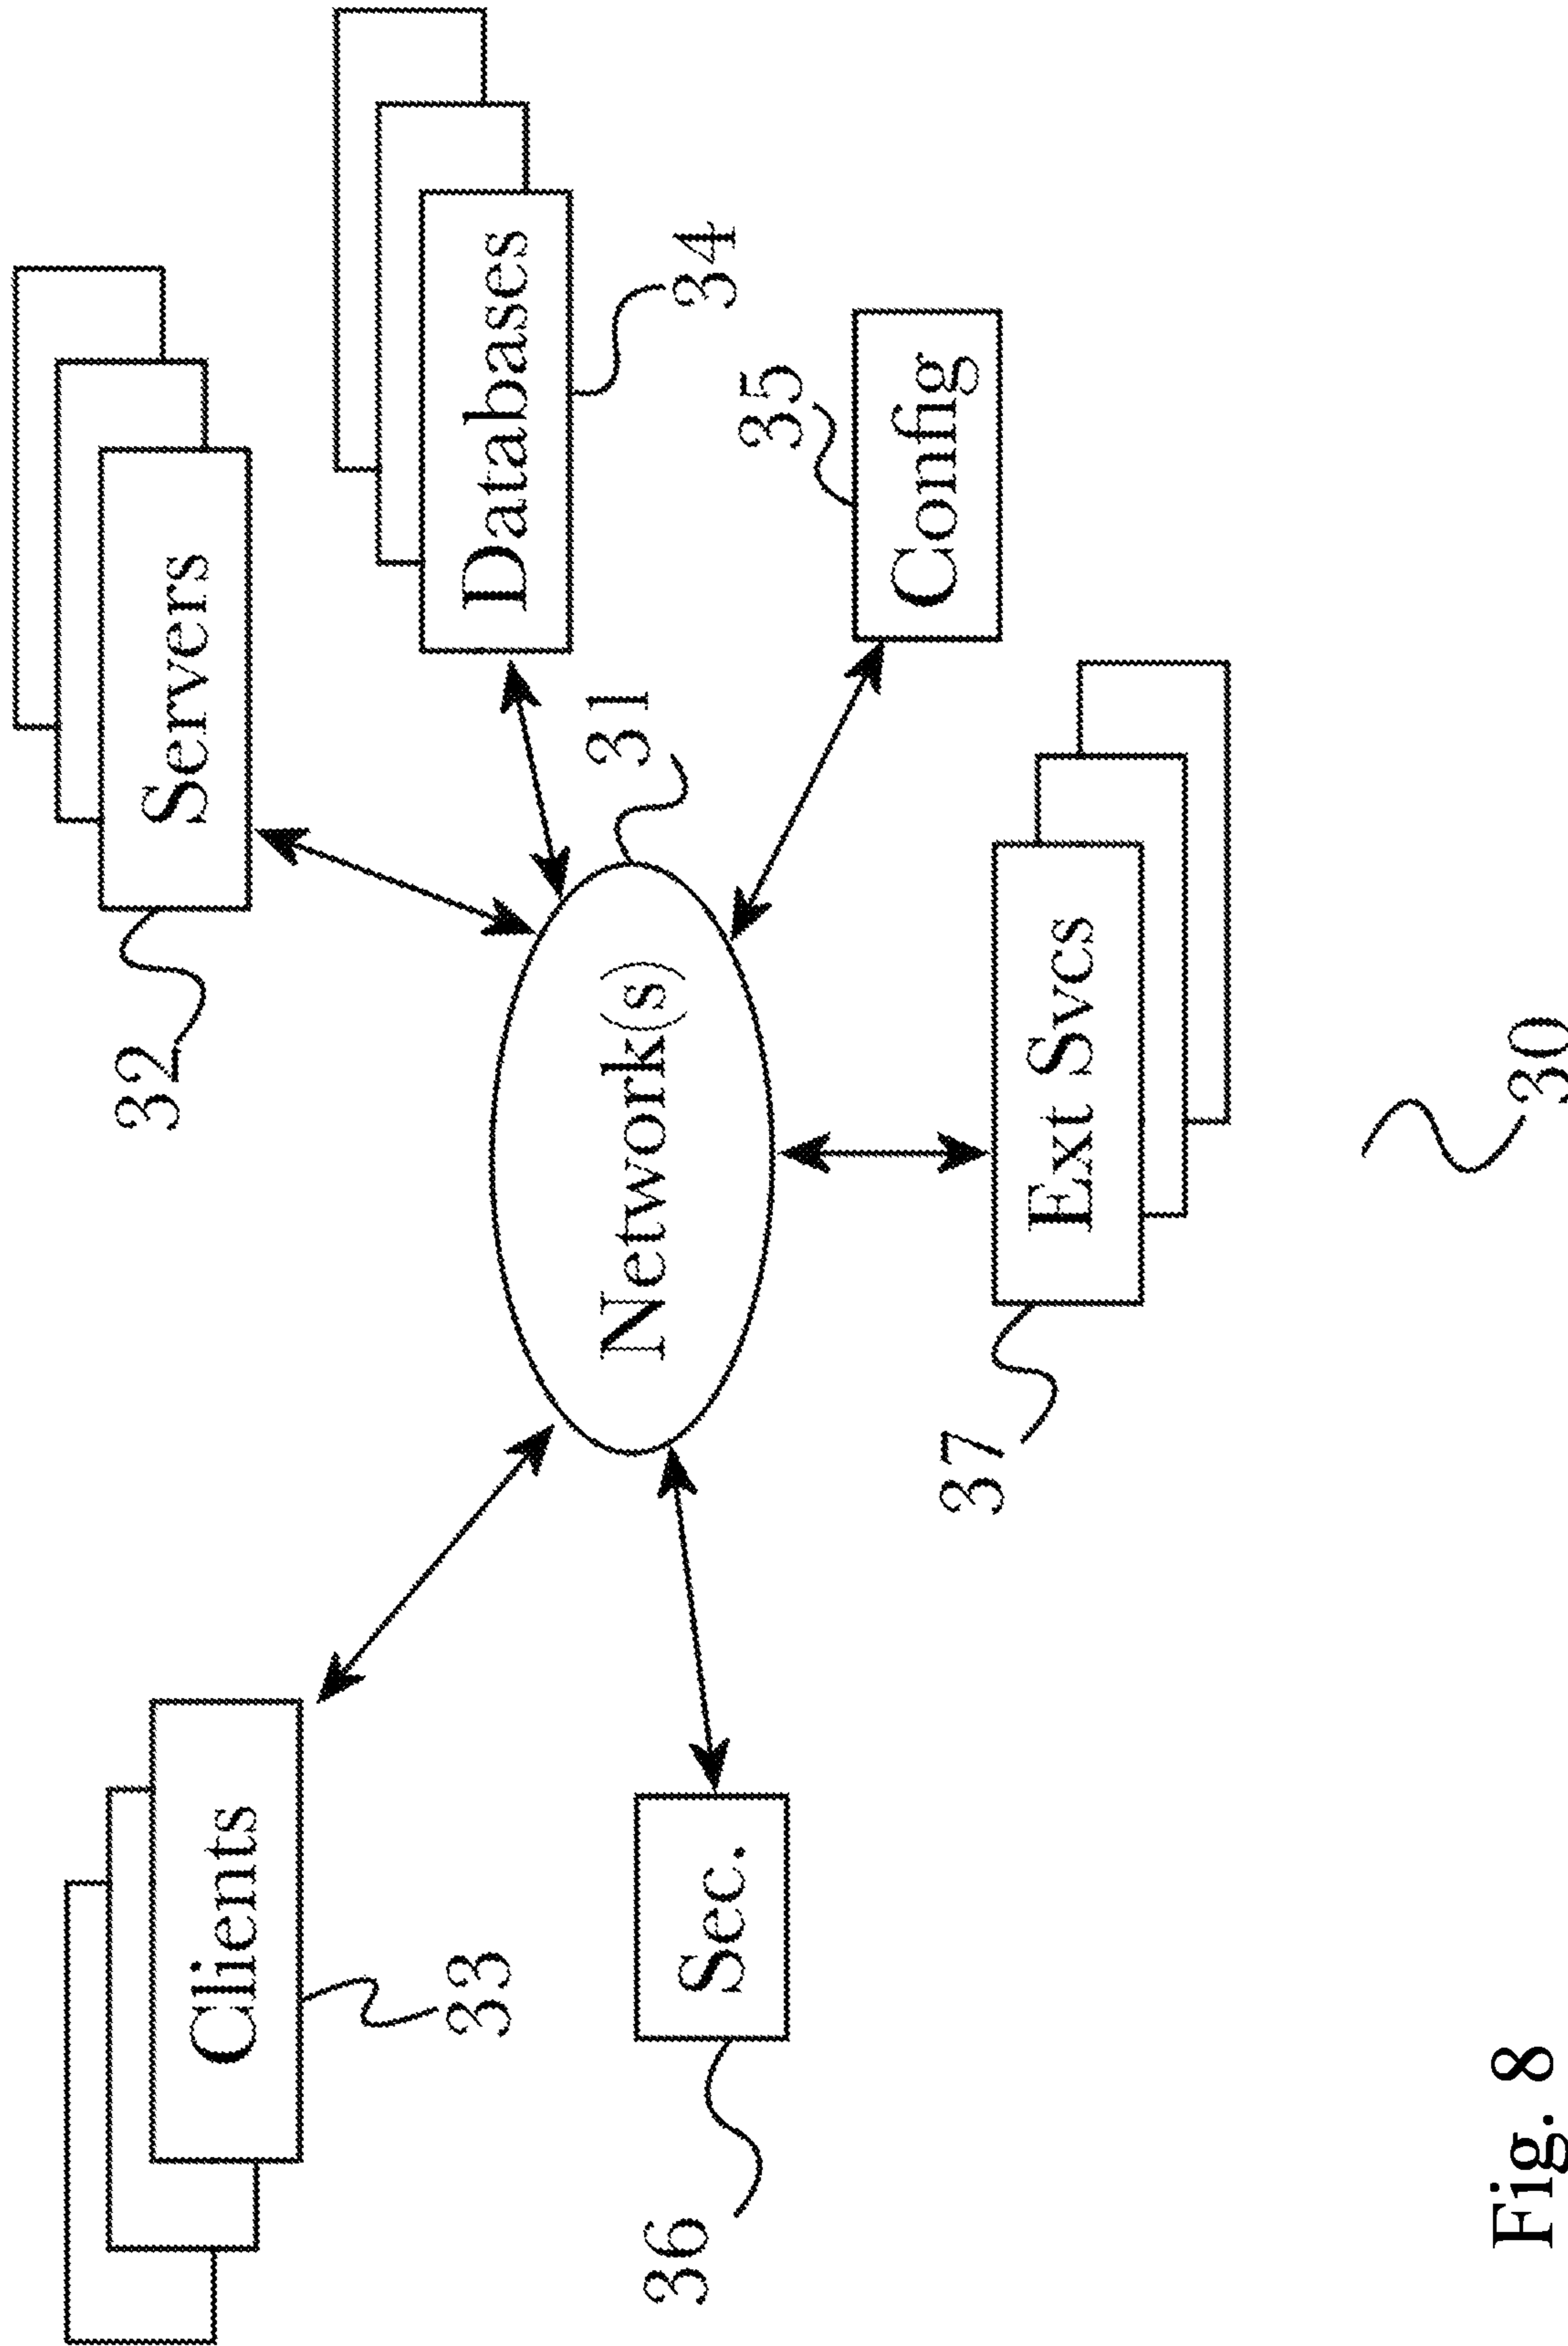 Servers
32
Clients
33
Databases
34
31
Network(s)
35
Config
Sec.
36
Ext Svcs
37
30
Fig. 8